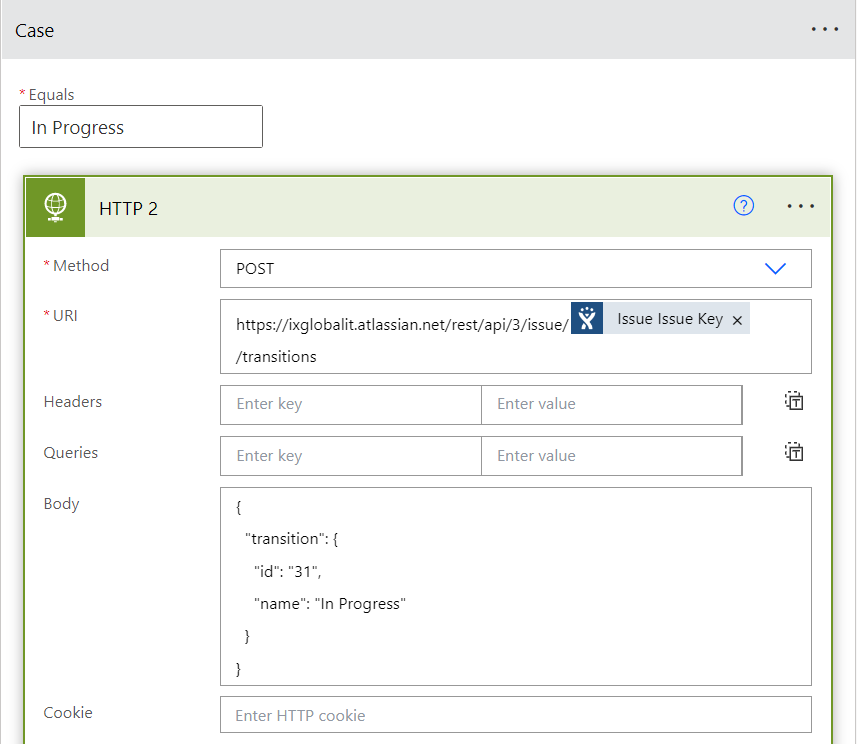 Case
* Equals
In Progress
HTTP 2
* Method
POST
* URI
https://ixglobalit.atlassian.net/rest/api/3/issue/ Issue Issue Key ×
/transitions
Headers
Enter key Enter value
Queries
Enter key Enter value
Body
{
"transition": {
"id": "31",
"name": "In Progress"
}
}
Cookie
Enter HTTP cookie